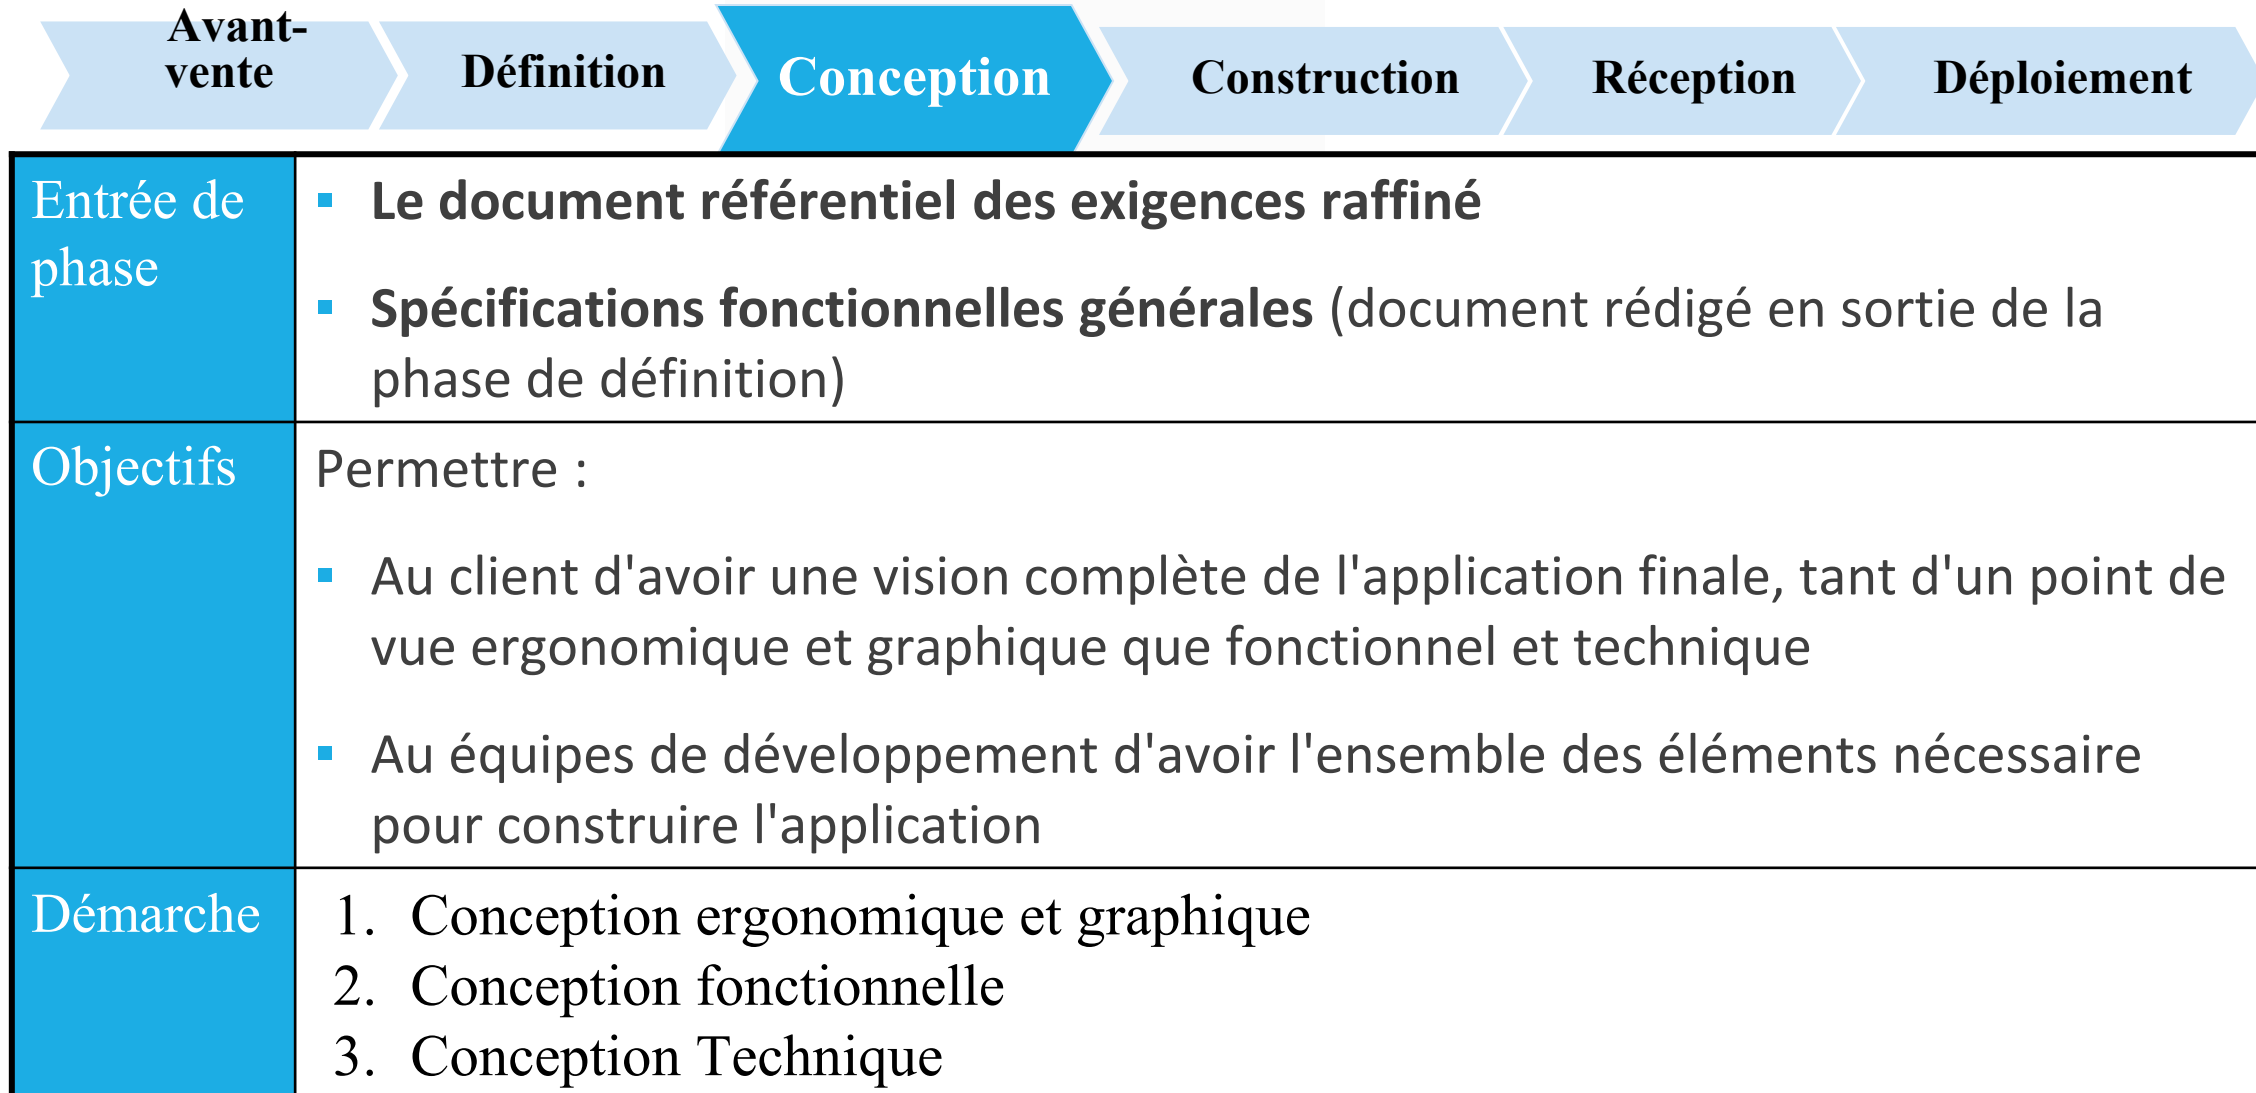 Avant-
vente
Définition
Conception
Construction
Réception
Déploiement
Entrée de
phase
▪ Le document référentiel des exigences raffiné
▪ Spécifications fonctionnelles générales (document rédigé en sortie de la
phase de définition)
Objectifs
Permettre :
▪ Au client d'avoir une vision complète de l'application finale, tant d'un point de
vue ergonomique et graphique que fonctionnel et technique
▪ Au équipes de développement d'avoir l'ensemble des éléments nécessaire
pour construire l'application
Démarche
1. Conception ergonomique et graphique
2. Conception fonctionnelle
3. Conception Technique